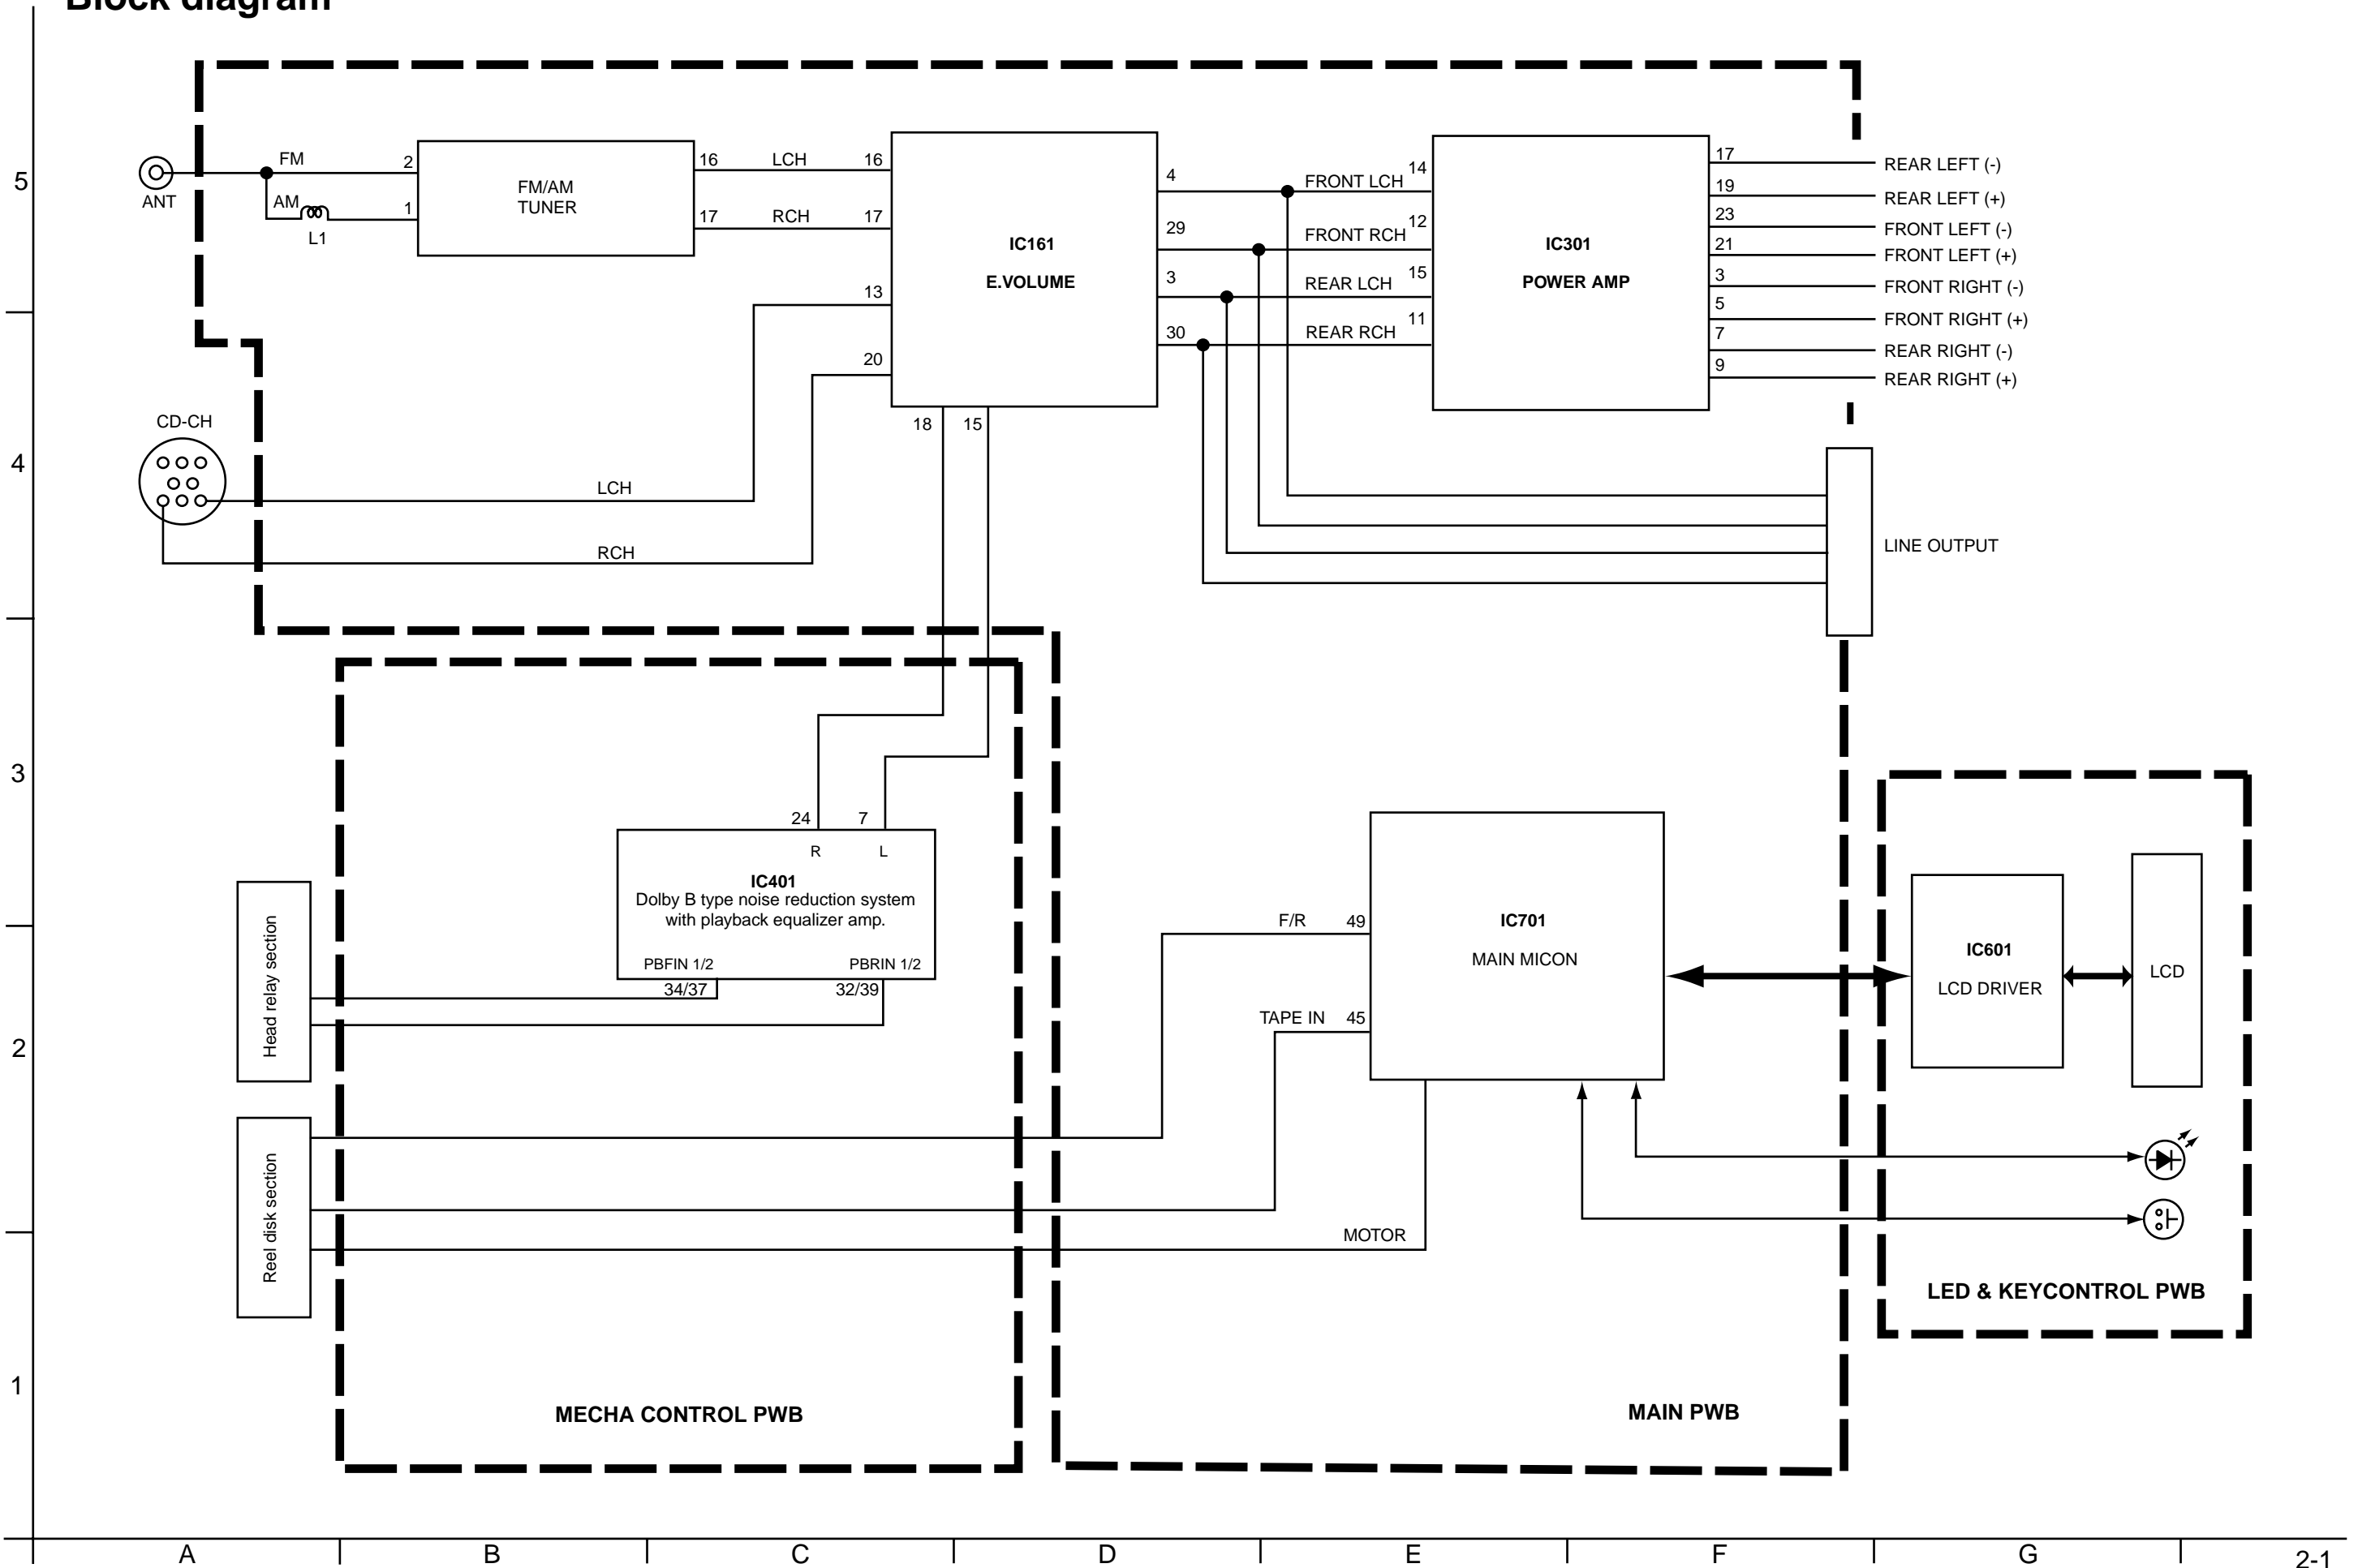 Block diagram
5
4
3
2
1
A
B
C
D
E
F
G
2-1
ANT
FM
AM
L1
2
1
FM/AM
TUNER
16
LCH
16
17
RCH
17
13
20
18
15
IC161
E.VOLUME
4
29
3
30
FRONT LCH
14
FRONT RCH
12
REAR LCH
15
REAR RCH
11
IC301
POWER AMP
17
REAR LEFT (-)
19
REAR LEFT (+)
23
FRONT LEFT (-)
21
FRONT LEFT (+)
3
FRONT RIGHT (-)
5
FRONT RIGHT (+)
7
REAR RIGHT (-)
9
REAR RIGHT (+)
CD-CH
LCH
RCH
LINE OUTPUT
24
7
R
L
IC401
Dolby B type noise reduction system
with playback equalizer amp.
PBFIN 1/2
PBRIN 1/2
34/37
32/39
Head relay section
Reel disk section
F/R
49
TAPE IN
45
MOTOR
IC701
MAIN MICON
IC601
LCD DRIVER
LCD
LED & KEYCONTROL PWB
MECHA CONTROL PWB
MAIN PWB